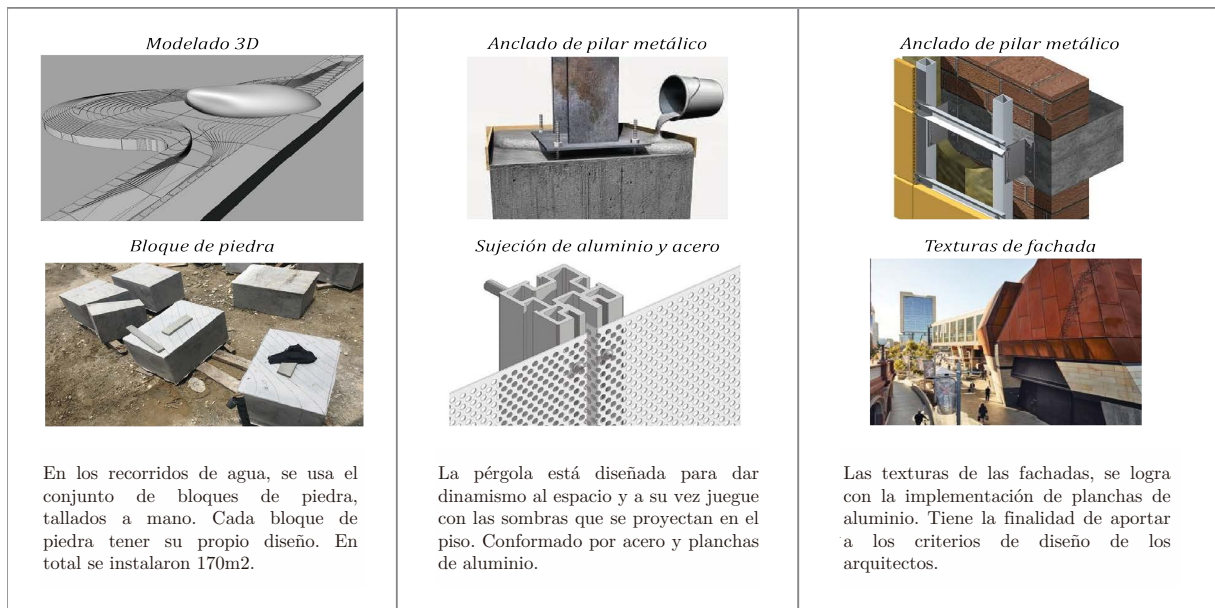 Modelado 3D
Bloque de piedra
En los recorridos de agua, se usa el
conjunto de bloques de piedra,
tallados a mano. Cada bloque de
piedra tener su propio diseño. En
total se instalaron 170m2.
Anclado de pilar metálico
Sujeción de aluminio y acero
La pérgola está diseñada para dar
dinamismo al espacio y a su vez juegue
con las sombras que se proyectan en el
piso. Conformado por acero y planchas
de aluminio.
Anclado de pilar metálico
Texturas de fachada
Las texturas de las fachadas, se logra
con la implementación de planchas de
aluminio. Tiene la finalidad de aportar
a los criterios de diseño de los
arquitectos.